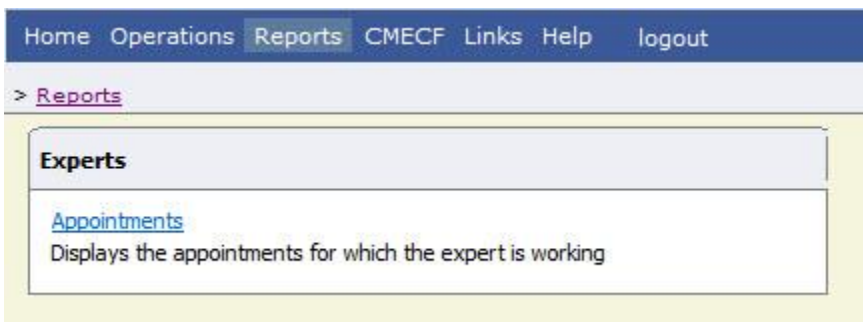 Home Operations Reports CMECF Links Help logout
> Reports
Experts
Appointments
Displays the appointments for which the expert is working